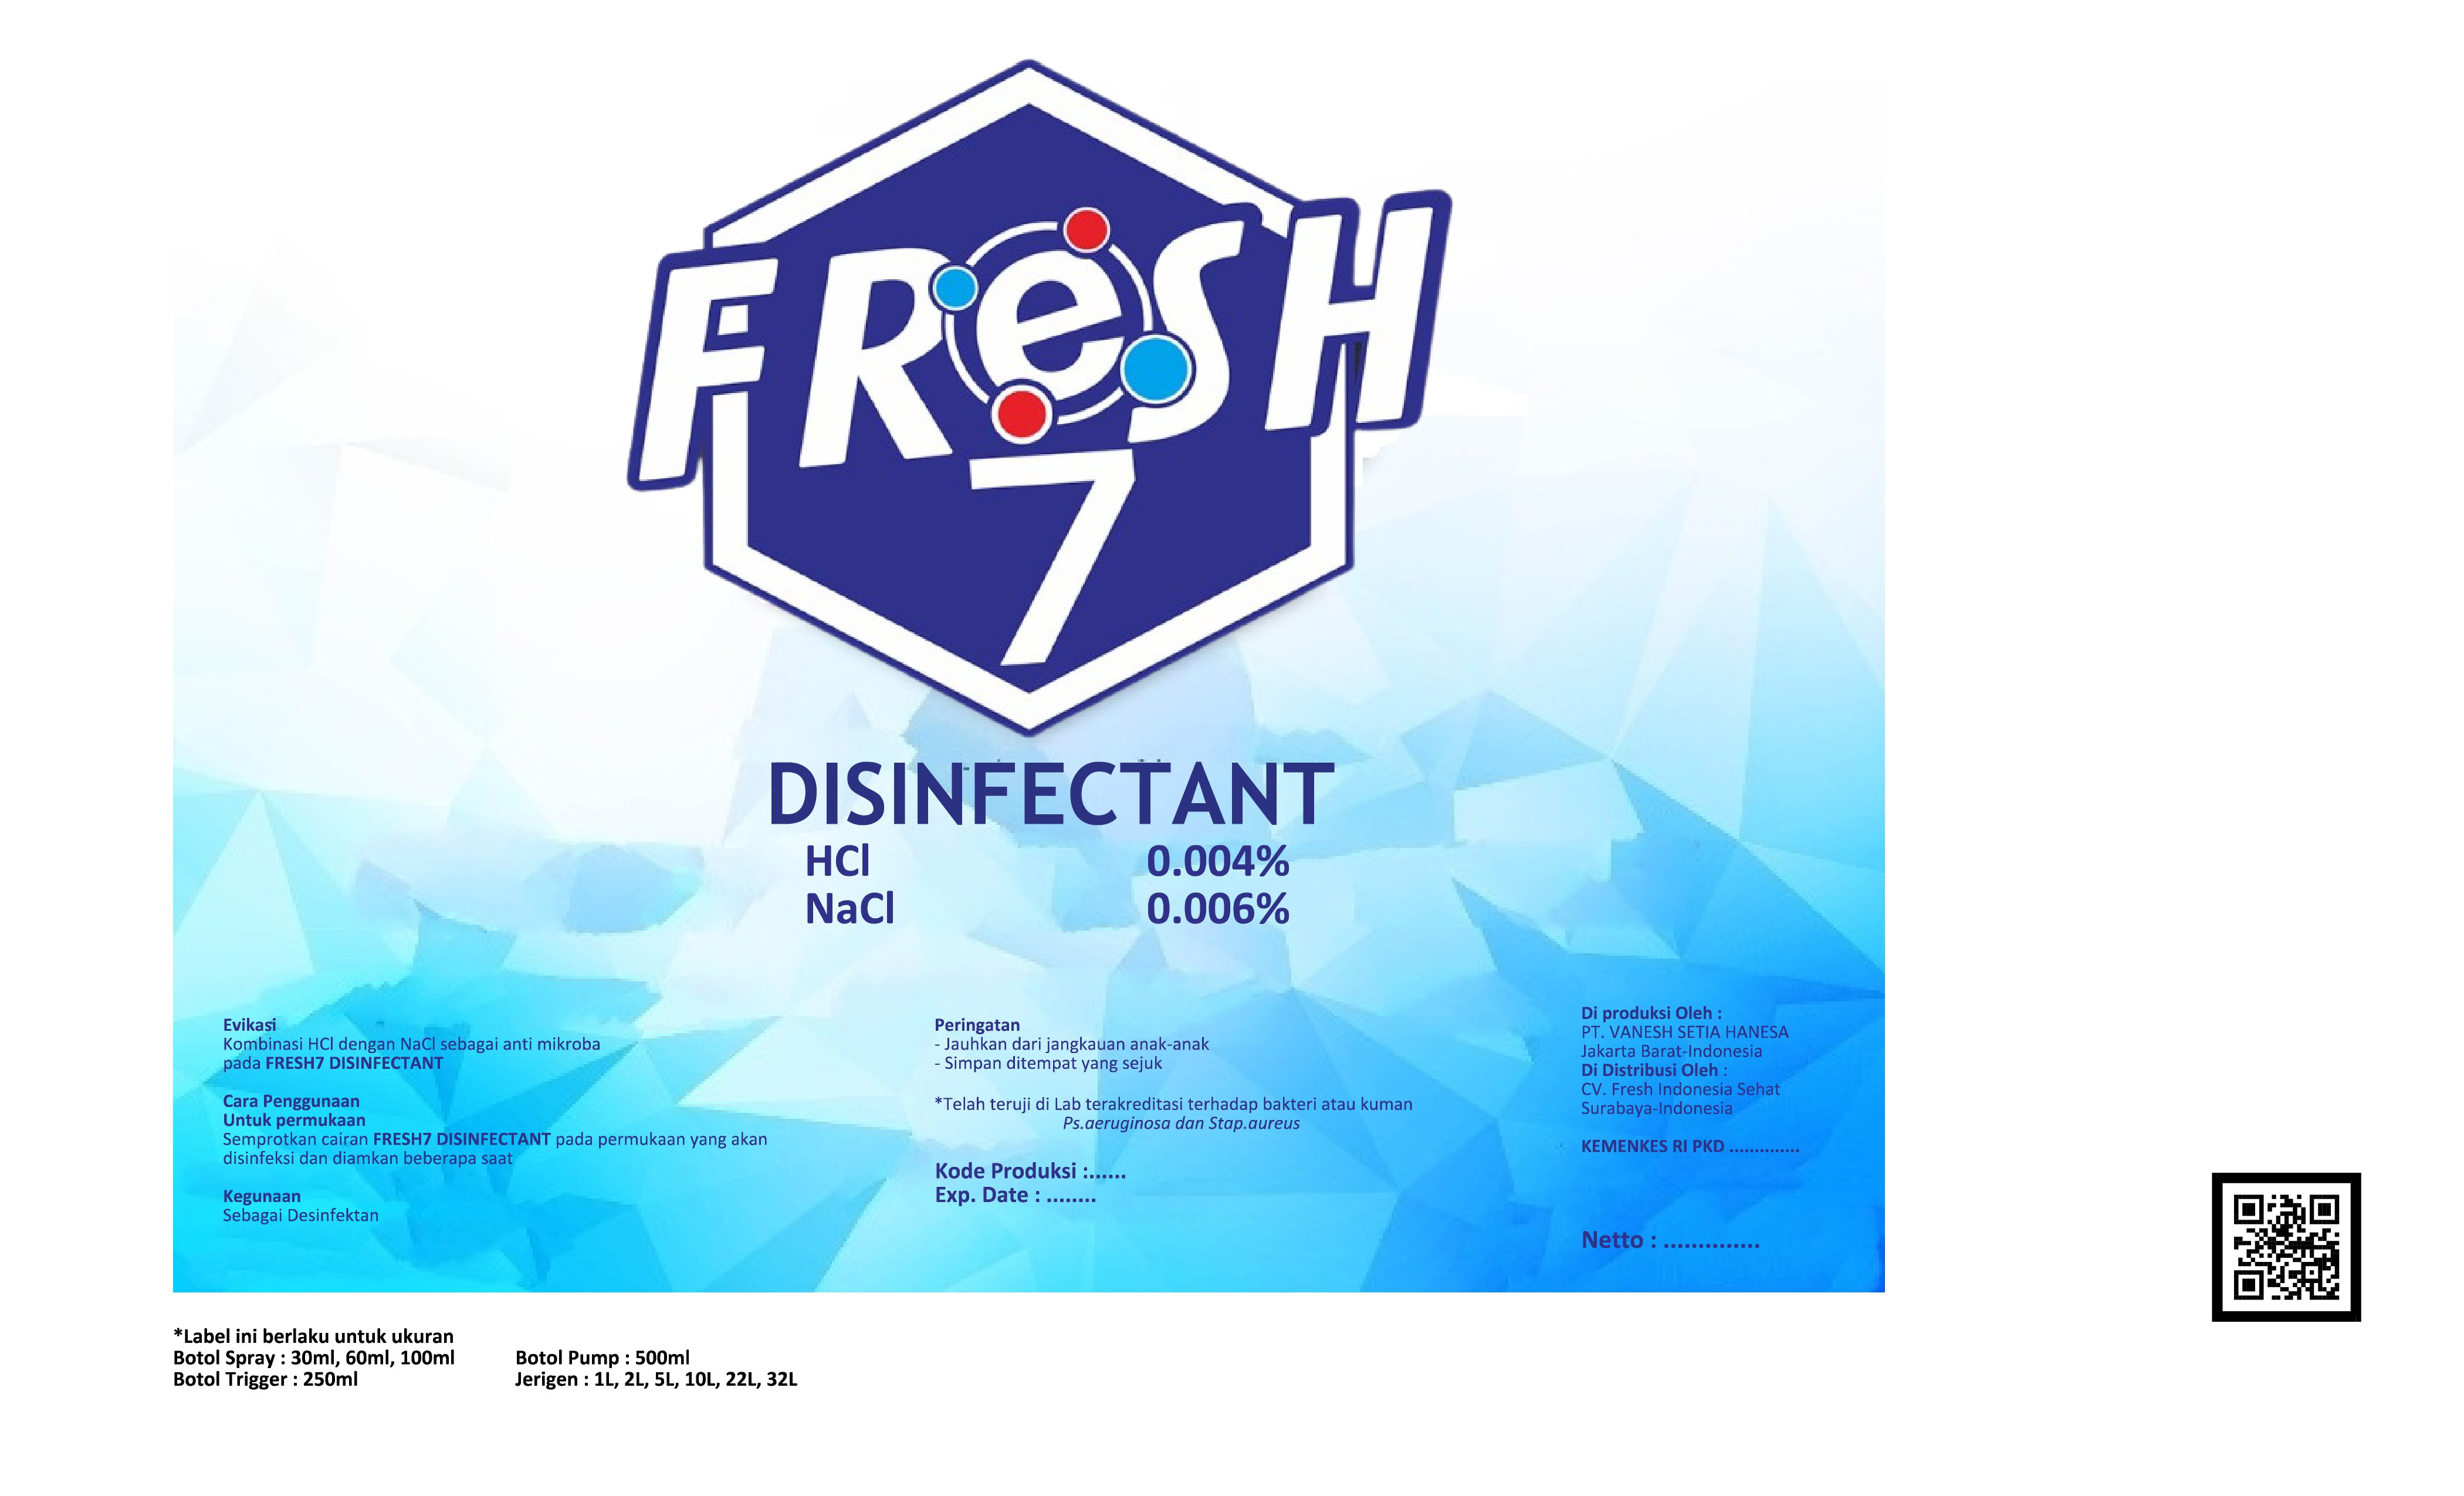 FReSH
7
DISINFECTANT
HCl 0.004%
NaCl 0.006%
Evikasi
Kombinasi HCl dengan NaCl sebagai anti mikroba
pada FRESH7 DISINFECTANT
Cara Penggunaan
Untuk permukaan
Semprotkan cairan FRESH7 DISINFECTANT pada permukaan yang akan
disinfeksi dan diamkan beberapa saat
Kegunaan
Sebagai Desinfektan
Peringatan
- Jauhkan dari jangkauan anak-anak
- Simpan ditempat yang sejuk
*Telah teruji di Lab terakreditasi terhadap bakteri atau kuman
Ps.aeruginosa dan Stap.aureus
Kode Produksi :......
Exp. Date : ........
Di produksi Oleh :
PT. VANESH SETIA HANESA
Jakarta Barat-Indonesia
Di Distribusi Oleh :
CV. Fresh Indonesia Sehat
Surabaya-Indonesia
KEMENKES RI PKD ..............
Netto : ..............
*Label ini berlaku untuk ukuran
Botol Spray : 30ml, 60ml, 100ml
Botol Trigger : 250ml
Botol Pump : 500ml
Jerigen : 1L, 2L, 5L, 10L, 22L, 32L